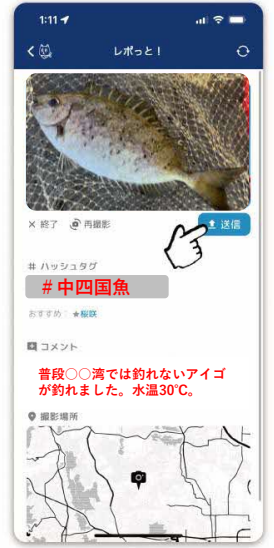 1:11
レポっと!
× 終了 再撮影 送信
# ハッシュタグ
#中四国魚
おすすめ: ★桜咲
コメント
普段○○湾では釣れないアイゴ
が釣れました。水温30℃。
撮影場所